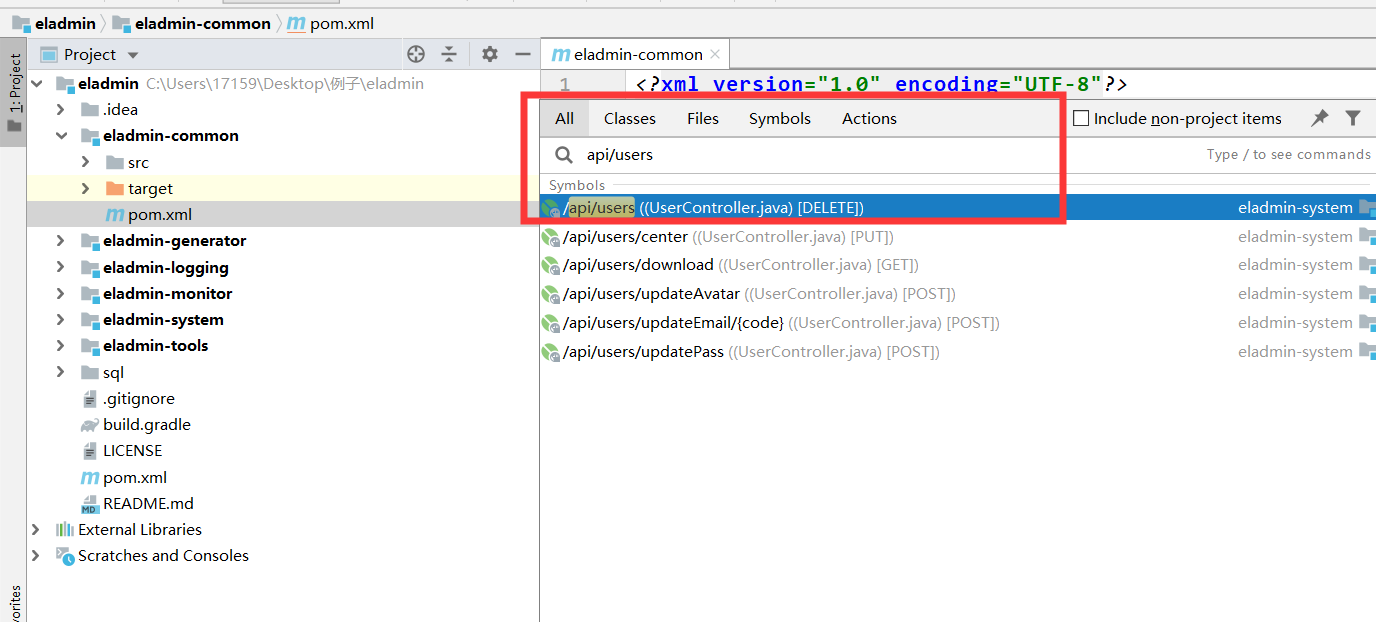 eladmin eladmin-common m pom.xml
1: Project
Project
eladmin C:\Users\17159\Desktop\例子\eladmin
.idea
eladmin-common
src
target
m pom.xml
eladmin-generator
eladmin-logging
eladmin-monitor
eladmin-system
eladmin-tools
sql
.gitignore
build.gradle
LICENSE
m pom.xml
MD README.md
External Libraries
Scratches and Consoles
m eladmin-common
1 <?xml version="1.0" encoding="UTF-8"?>
All Classes Files Symbols Actions Include non-project items
api/users Type / to see commands
Symbols
/api/users ((UserController.java) [DELETE]) eladmin-system
/api/users/center ((UserController.java) [PUT]) eladmin-system
/api/users/download ((UserController.java) [GET]) eladmin-system
/api/users/updateAvatar ((UserController.java) [POST]) eladmin-system
/api/users/updateEmail/{code} ((UserController.java) [POST]) eladmin-system
/api/users/updatePass ((UserController.java) [POST]) eladmin-system
vorites